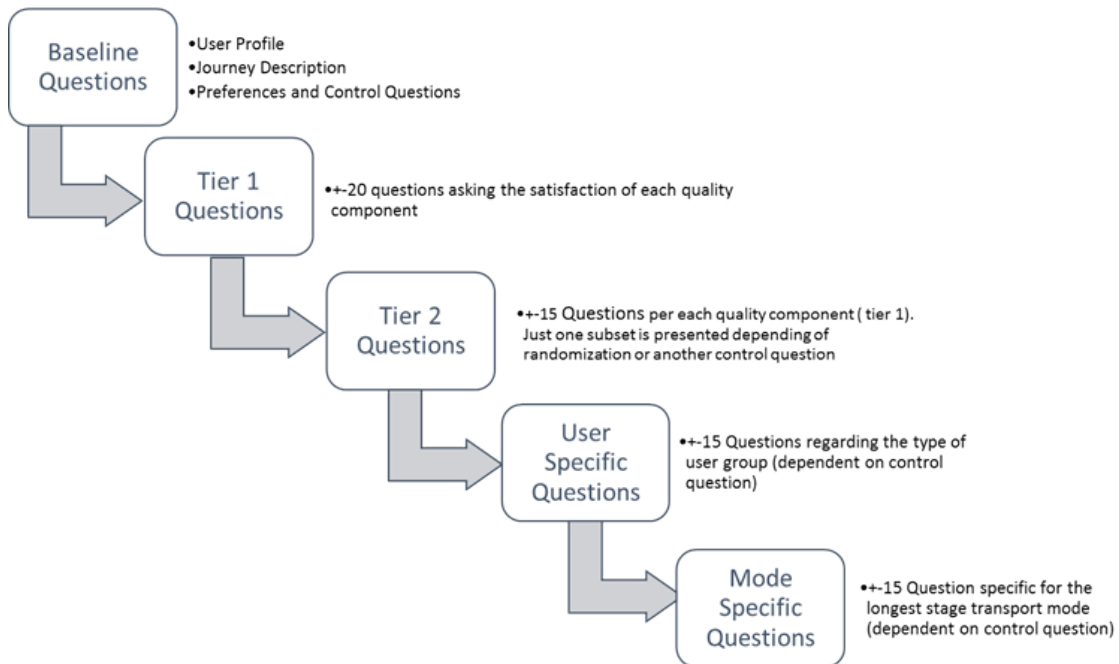 Baseline
Questions
•User Profile
•Journey Description
•Preferences and Control Questions
Tier 1
Questions
•+-20 questions asking the satisfaction of each quality
component
Tier 2
Questions
•+-15 Questions per each quality component ( tier 1).
Just one subset is presented depending of
randomization or another control question
User
Specific
Questions
•+-15 Questions regarding the type of
user group (dependent on control
question)
Mode
Specific
Questions
•+-15 Question specific for the
longest stage transport mode
(dependent on control question)